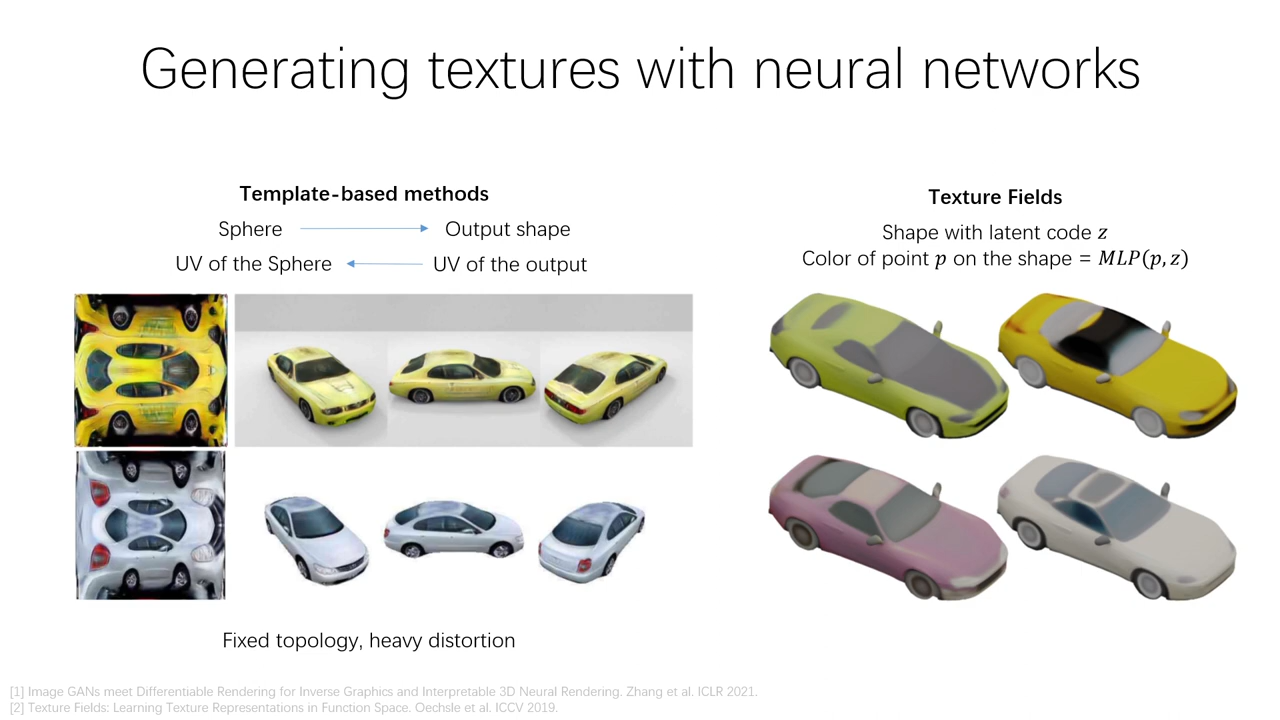 Generating textures with neural networks
Template-based methods
Sphere Output shape
UV of the Sphere UV of the output
Fixed topology, heavy distortion
Texture Fields
Shape with latent code z
Color of point p on the shape = MLP(p, z)
[1] Image GANs meet Differentiable Rendering for Inverse Graphics and Interpretable 3D Neural Rendering. Zhang et al. ICLR 2021.
[2] Texture Fields: Learning Texture Representations in Function Space. Oechsle et al. ICCV 2019.